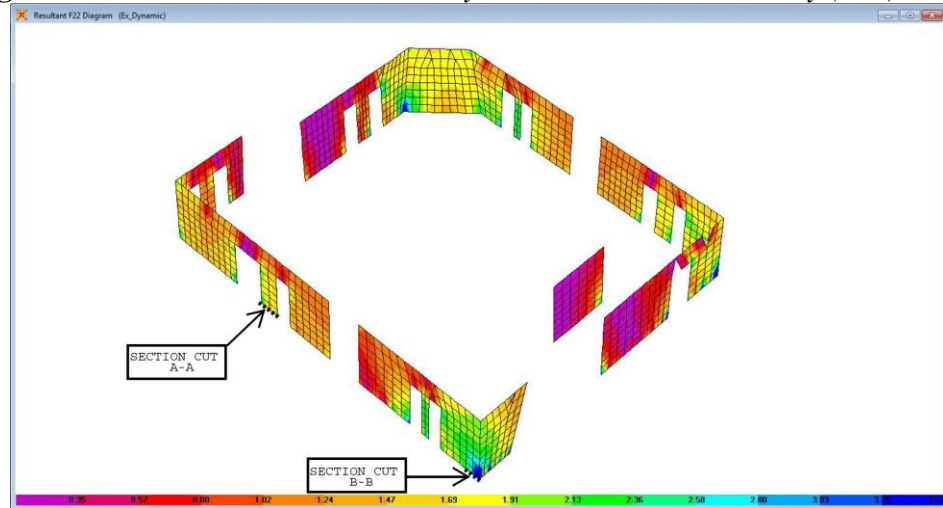 Resultant F22 Diagram (Ex_Dynamic)
SECTION CUT
A-A
SECTION CUT
B-B
0.35 0.57 0.80 1.02 1.24 1.47 1.69 1.91 2.13 2.36 2.58 2.80 3.03